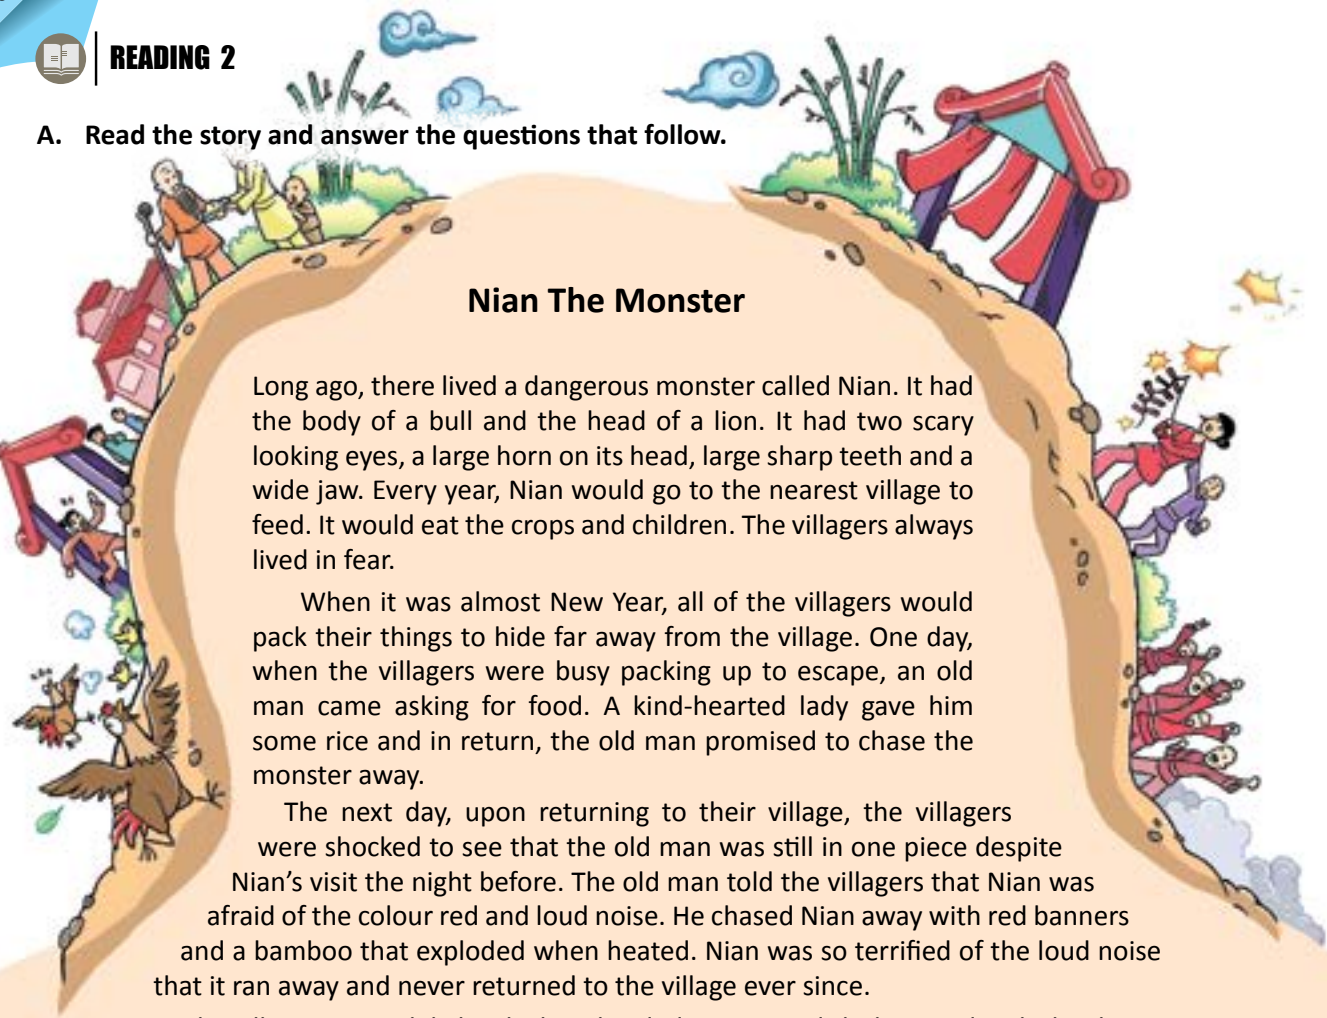 READING 2
A. Read the story and answer the questions that follow.
Nian The Monster
Long ago, there lived a dangerous monster called Nian. It had
the body of a bull and the head of a lion. It had two scary
looking eyes, a large horn on its head, large sharp teeth and a
wide jaw. Every year, Nian would go to the nearest village to
feed. It would eat the crops and children. The villagers always
lived in fear.
When it was almost New Year, all of the villagers would
pack their things to hide far away from the village. One day,
when the villagers were busy packing up to escape, an old
man came asking for food. A kind-hearted lady gave him
some rice and in return, the old man promised to chase the
monster away.
The next day, upon returning to their village, the villagers
were shocked to see that the old man was still in one piece despite
Nian’s visit the night before. The old man told the villagers that Nian was
afraid of the colour red and loud noise. He chased Nian away with red banners
and a bamboo that exploded when heated. Nian was so terrified of the loud noise
that it ran away and never returned to the village ever since.